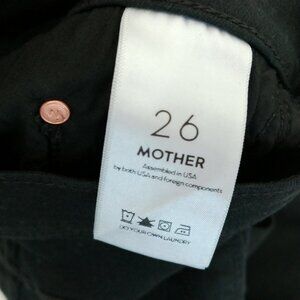 26
MOTHER
Assembled in USA
by both USA and foreign components
DO YOUR OWN LAUNDRY